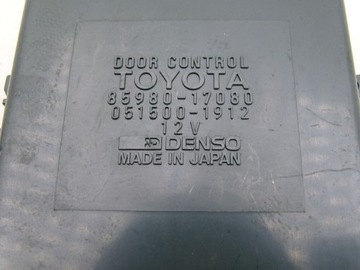 DOOR CONTROL
TOYOTA
85980-17080
051500-1912
12V
DENSO
MADE IN JAPAN